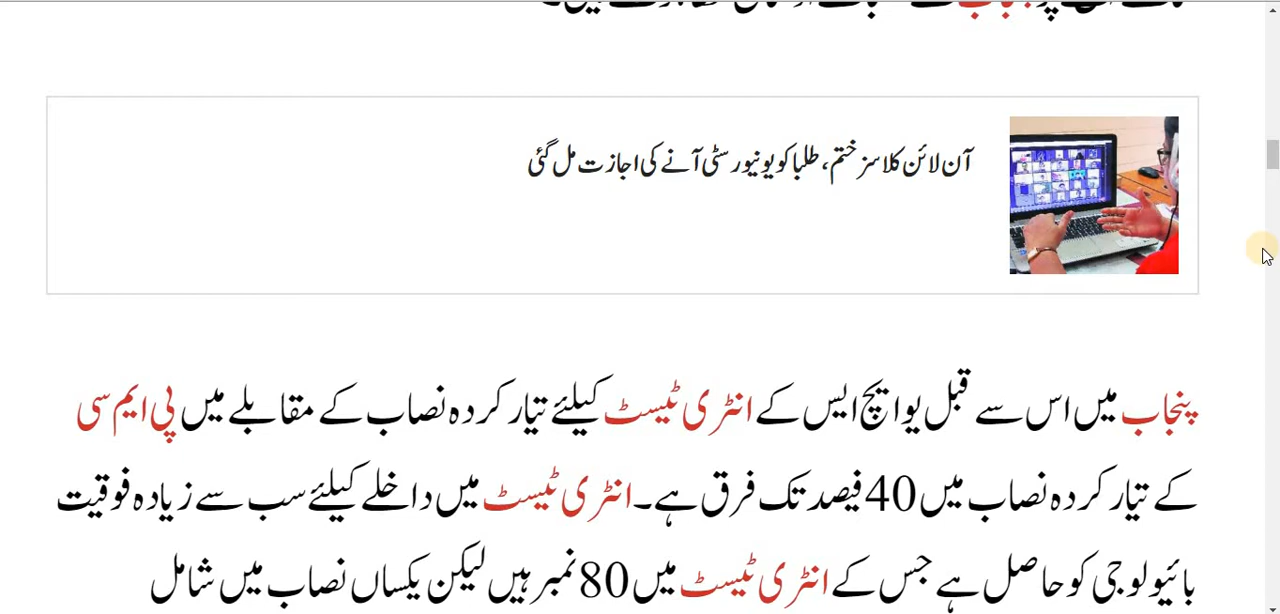 آن لائن کلاسز ختم، طلبا کو یونیورسٹی آنے کی اجازت مل گئی
پنجاب میں اس سے قبل یو ایچ ایس کے انٹری ٹیسٹ کیلئے تیار کردہ نصاب کے مقابلے میں پی ایم سی
کے تیار کردہ نصاب میں 40 فیصد تک فرق ہے۔ انٹری ٹیسٹ میں داخلے کیلئے سب سے زیادہ فوقیت
بائیولوجی کو حاصل ہے جس کے انٹری ٹیسٹ میں 80 نمبر ہیں لیکن یکساں نصاب میں شامل